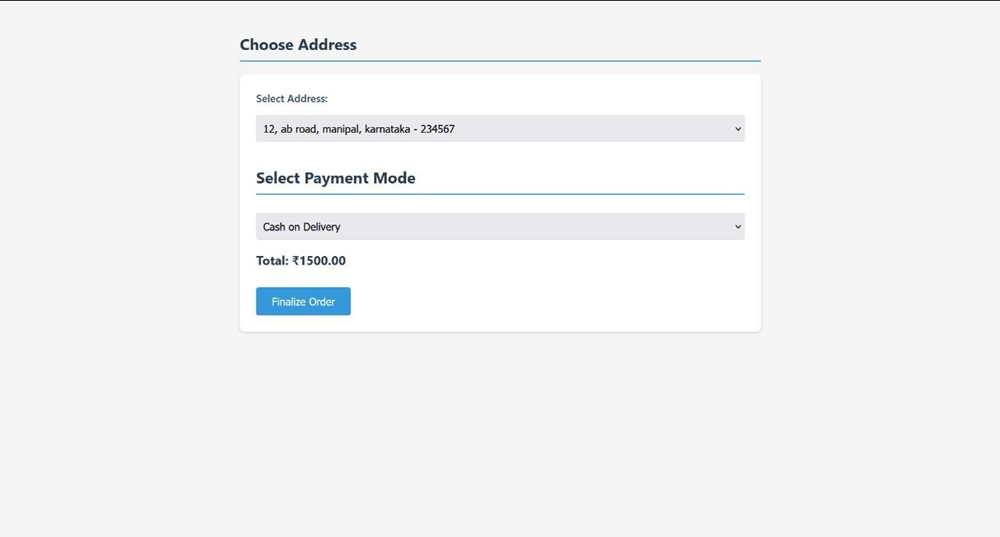 Choose Address
Select Address:
12, ab road, manipal, karnataka - 234567
Select Payment Mode
Cash on Delivery
Total: ₹1500.00
Finalize Order